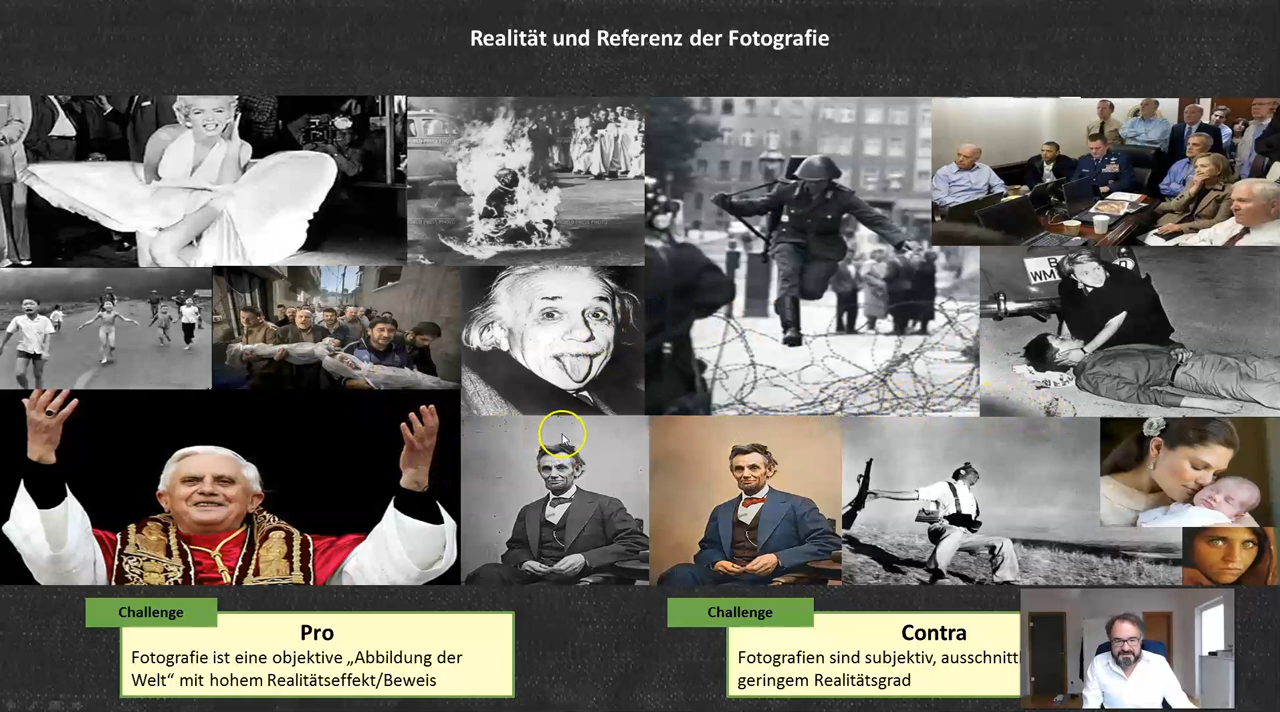 Realität und Referenz der Fotografie
Challenge
Pro
Fotografie ist eine objektive „Abbildung der
Welt“ mit hohem Realitätseffekt/Beweis
Challenge
Contra
Fotografien sind subjektiv,
geringem Realitätsgrad